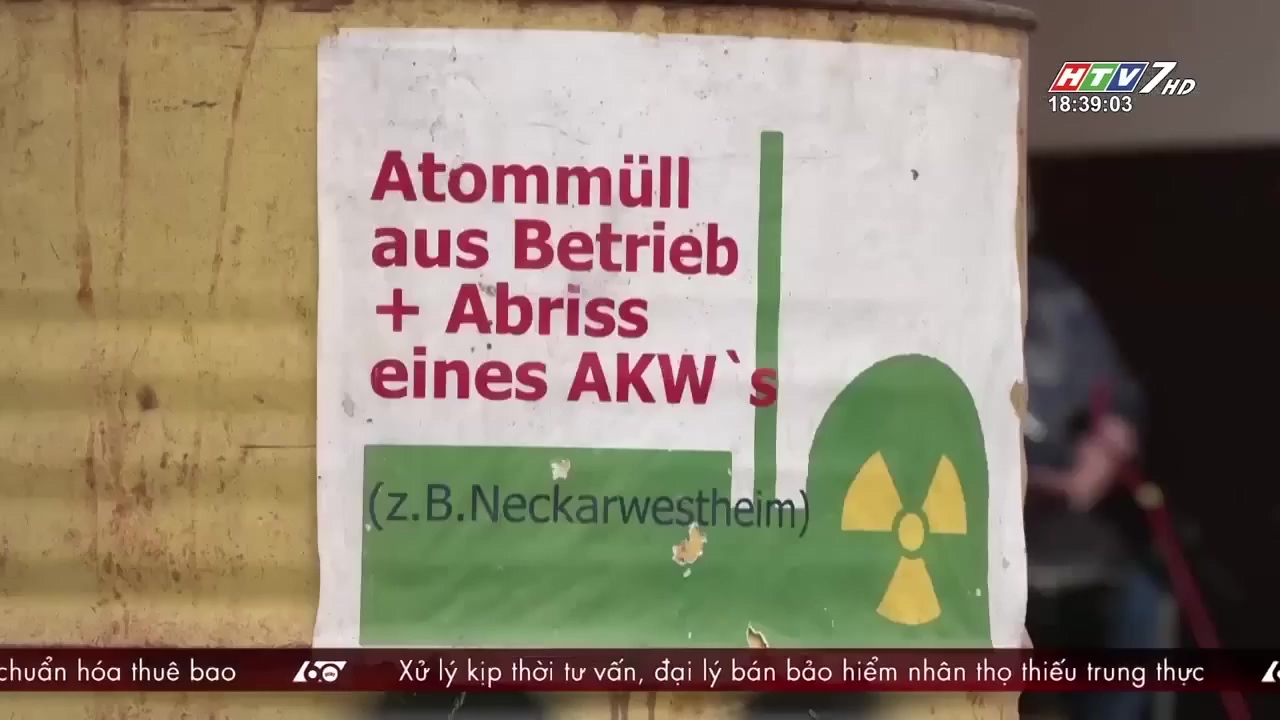 HTV7 HD
18:39:03
Atommüll
aus Betrieb
+ Abriss
eines AKW`s
(z.B.Neckarwestheim)
chuẩn hóa thuê bao
60
Xử lý kịp thời tư vấn, đại lý bán bảo hiểm nhân thọ thiếu trung thực